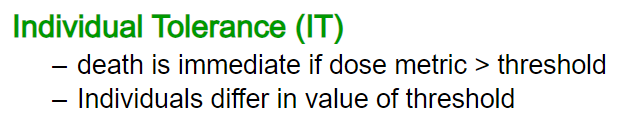 Individual Tolerance (IT)
– death is immediate if dose metric > threshold
– Individuals differ in value of threshold